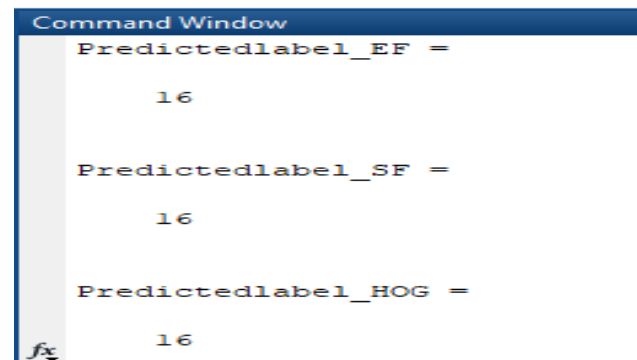 Command Window
Predictedlabel_EF =
16
Predictedlabel_SF =
16
Predictedlabel_HOG =
16
fx